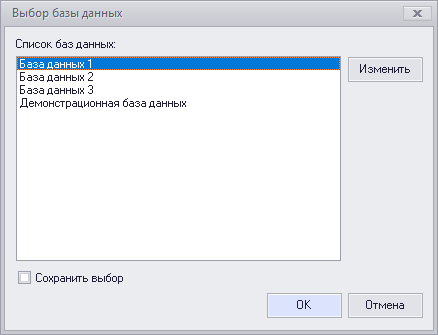 Выбор базы данных
Список баз данных:
База данных 1
Изменить
База данных 2
База данных 3
Демонстрационная база данных
Сохранить выбор
OK
Отмена